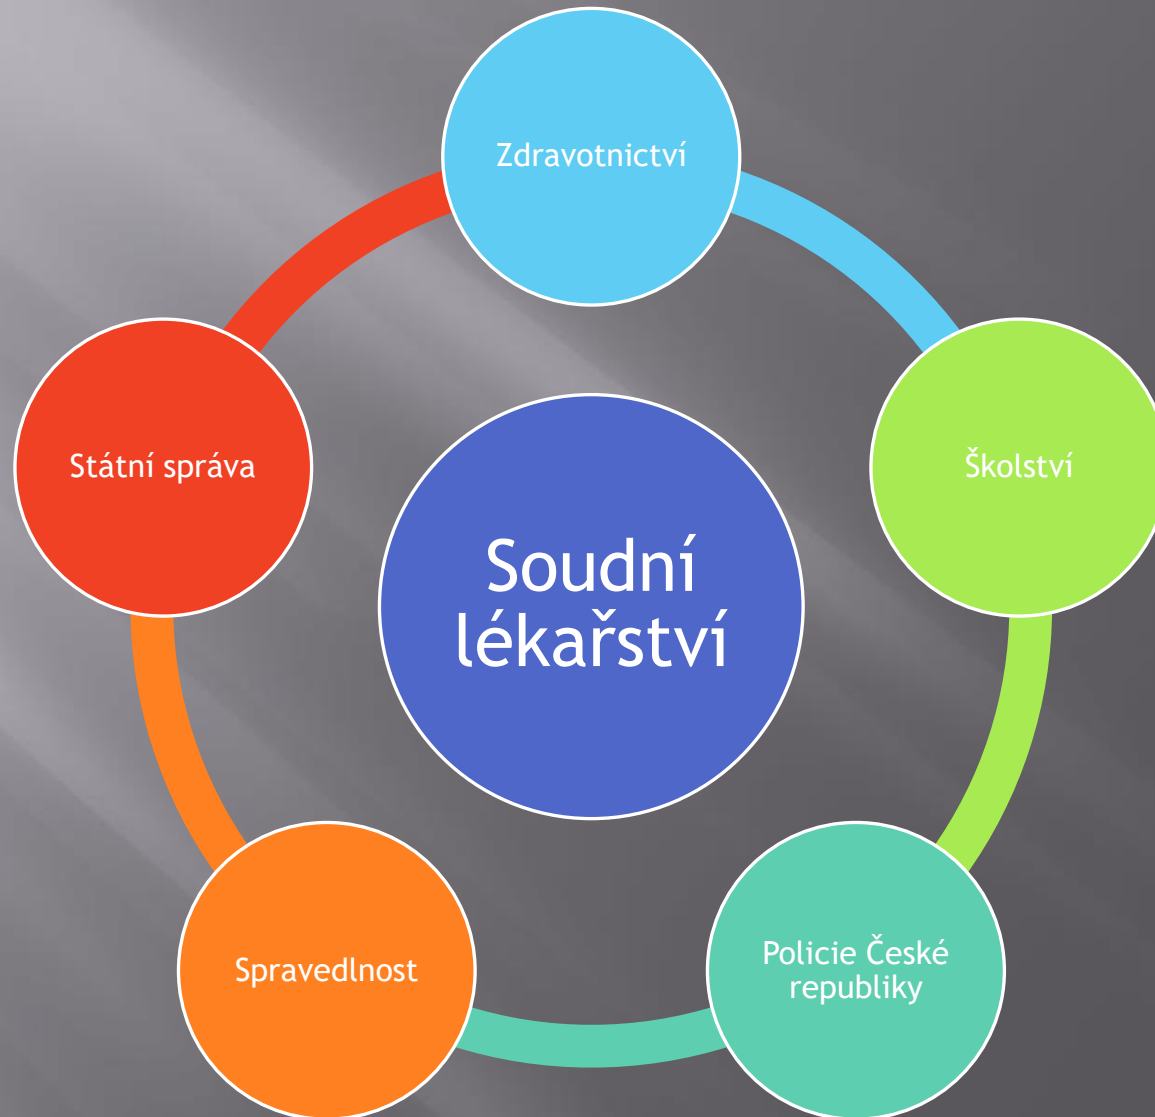 Zdravotnictví
Školství
Policie České
republiky
Spravedlnost
Státní správa
Soudní
lékařství